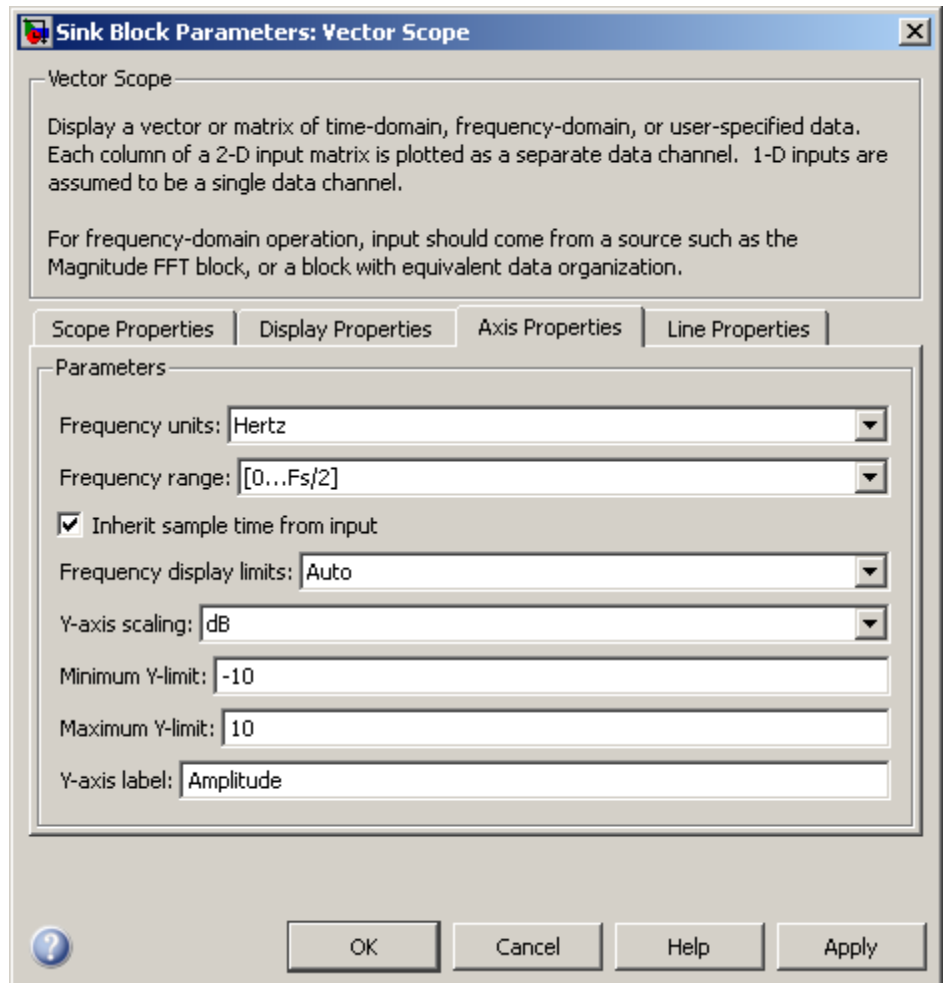 Sink Block Parameters: Vector Scope
Vector Scope
Display a vector or matrix of time-domain, frequency-domain, or user-specified data.
Each column of a 2-D input matrix is plotted as a separate data channel.  1-D inputs are
assumed to be a single data channel.
For frequency-domain operation, input should come from a source such as the
Magnitude FFT block, or a block with equivalent data organization.
Scope Properties
Display Properties
Axis Properties
Line Properties
Parameters
Frequency units: Hertz
Frequency range: [0...Fs/2]
Inherit sample time from input
Frequency display limits: Auto
Y-axis scaling: dB
Minimum Y-limit: -10
Maximum Y-limit: 10
Y-axis label: Amplitude
?
OK
Cancel
Help
Apply